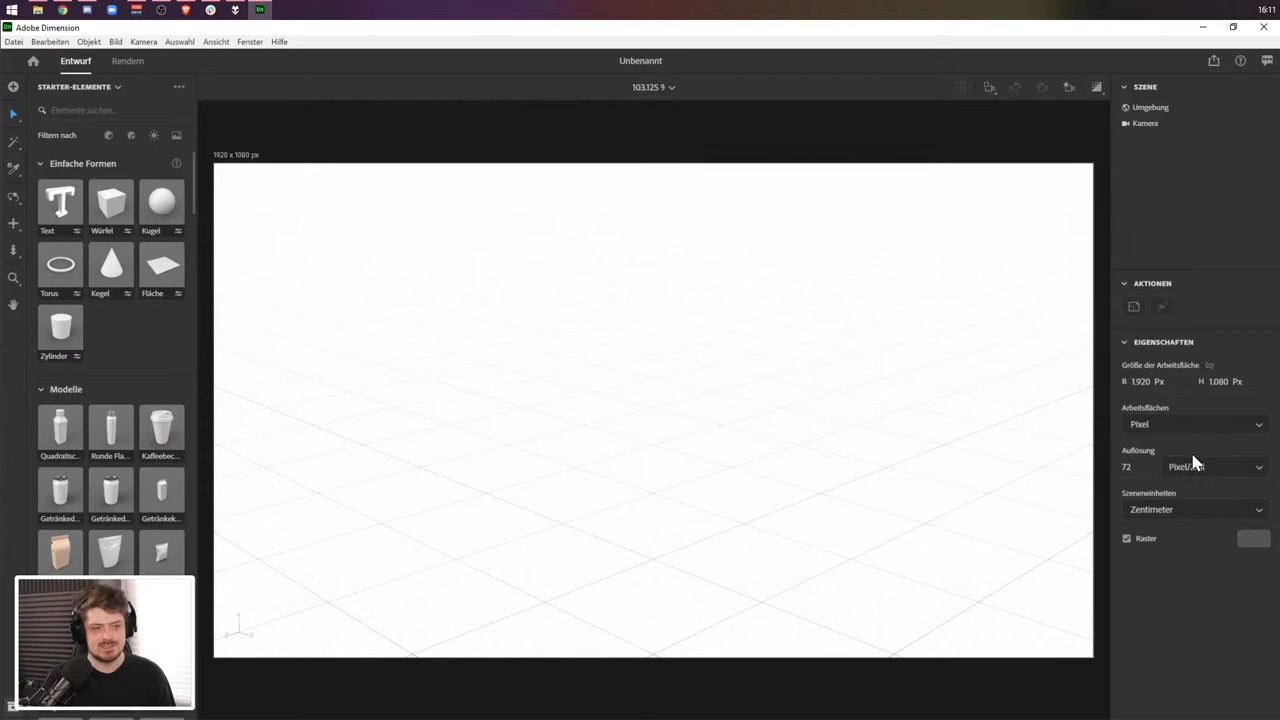 16:11
Dn Adobe Dimension
Datei Bearbeiten Objekt Bild Kamera Auswahl Ansicht Fenster Hilfe
Entwurf Rendern Unbenannt
STARTER-ELEMENTE
103.125 9
SZENE
Elemente suchen...
Umgebung
Kamera
Filtern nach
1920 x 1080 px
Einfache Formen
Text Würfel Kugel
Torus Kegel Fläche
Zylinder
AKTIONEN
EIGENSCHAFTEN
Größe der Arbeitsfläche
B 1.920 Px H 1.080 Px
Modelle
Arbeitsflächen
Pixel
Auflösung
72
Quadratisc... Runde Fla... Kaffeebec...
Szeneneinheiten
Zentimeter
Getränked... Getränked... Getränkek...
Raster